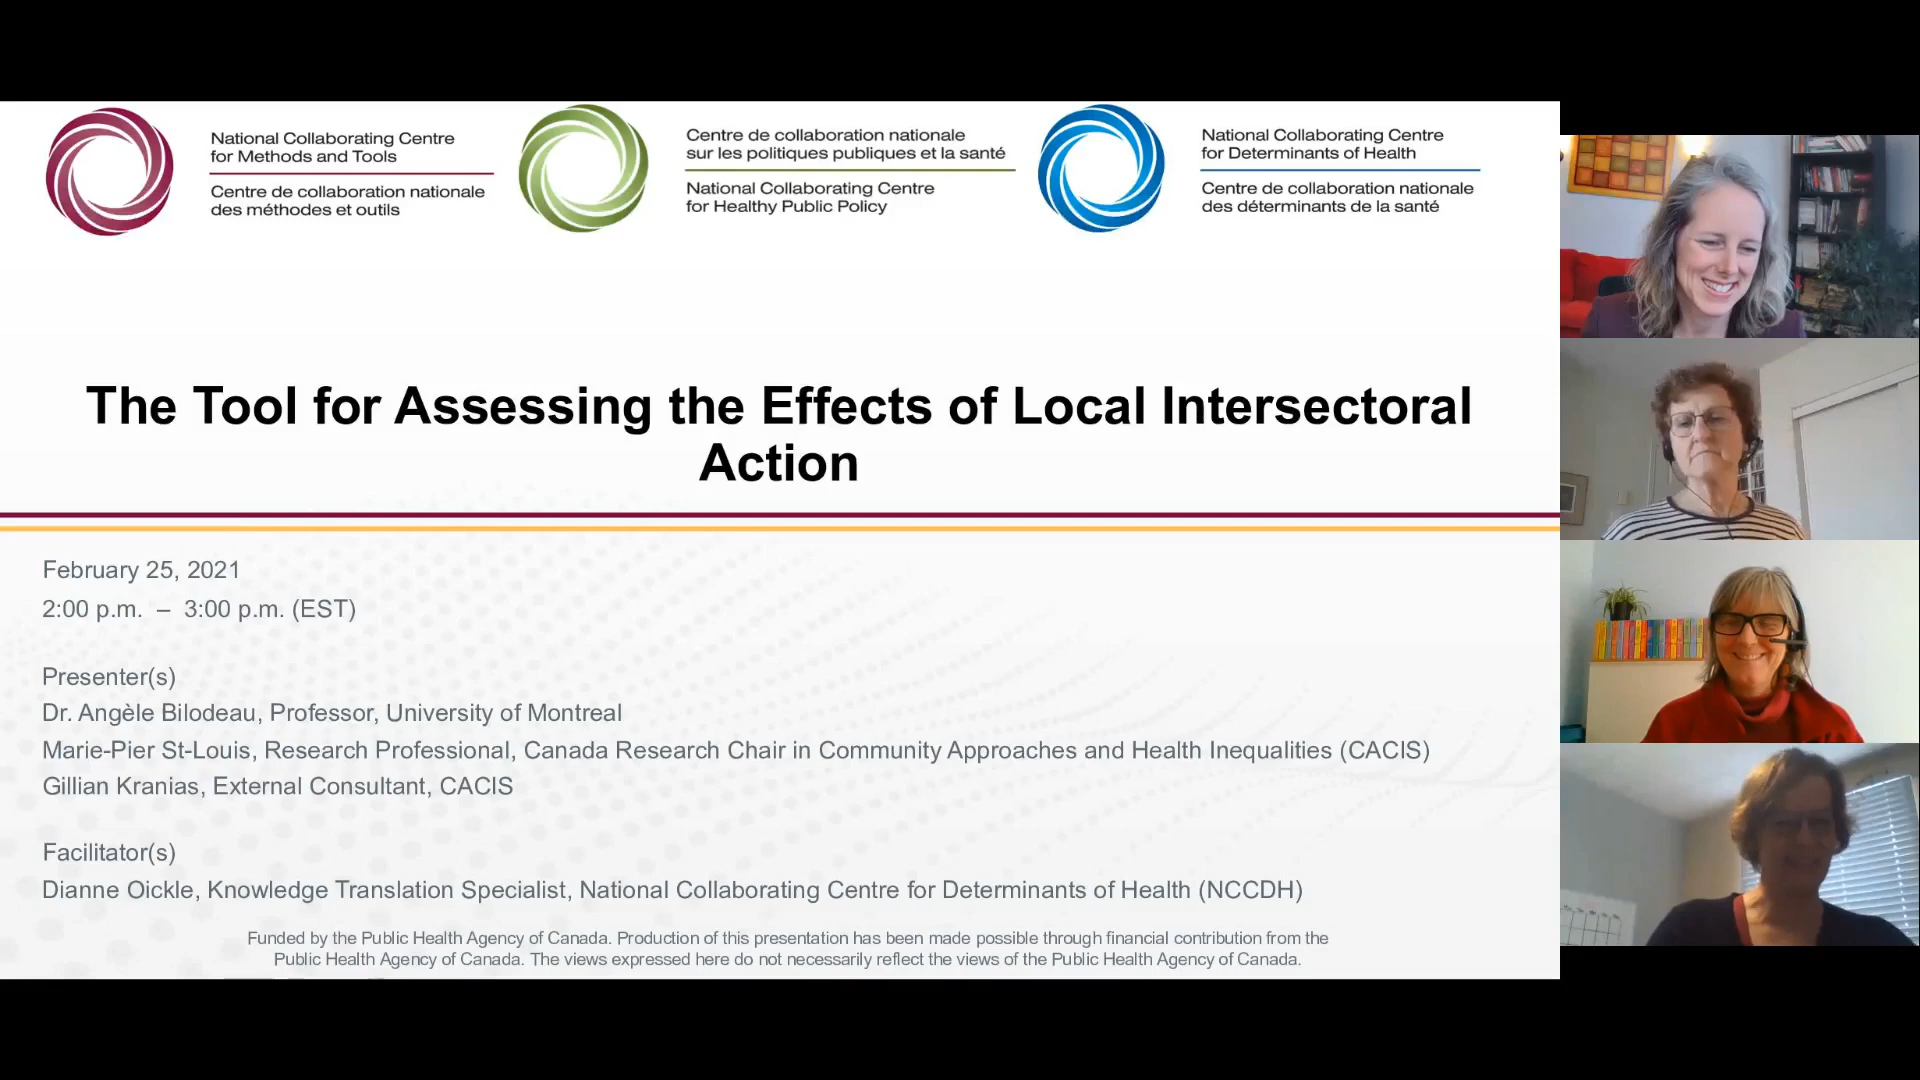 National Collaborating Centre
for Methods and Tools
Centre de collaboration nationale
des méthodes et outils
Centre de collaboration nationale
sur les politiques publiques et la santé
National Collaborating Centre
for Healthy Public Policy
National Collaborating Centre
for Determinants of Health
Centre de collaboration nationale
des déterminants de la santé
The Tool for Assessing the Effects of Local Intersectoral
Action
February 25, 2021
2:00 p.m. – 3:00 p.m. (EST)
Presenter(s)
Dr. Angèle Bilodeau, Professor, University of Montreal
Marie-Pier St-Louis, Research Professional, Canada Research Chair in Community Approaches and Health Inequalities (CACIS)
Gillian Kranias, External Consultant, CACIS
Facilitator(s)
Dianne Oickle, Knowledge Translation Specialist, National Collaborating Centre for Determinants of Health (NCCDH)
Funded by the Public Health Agency of Canada. Production of this presentation has been made possible through financial contribution from the
Public Health Agency of Canada. The views expressed here do not necessarily reflect the views of the Public Health Agency of Canada.